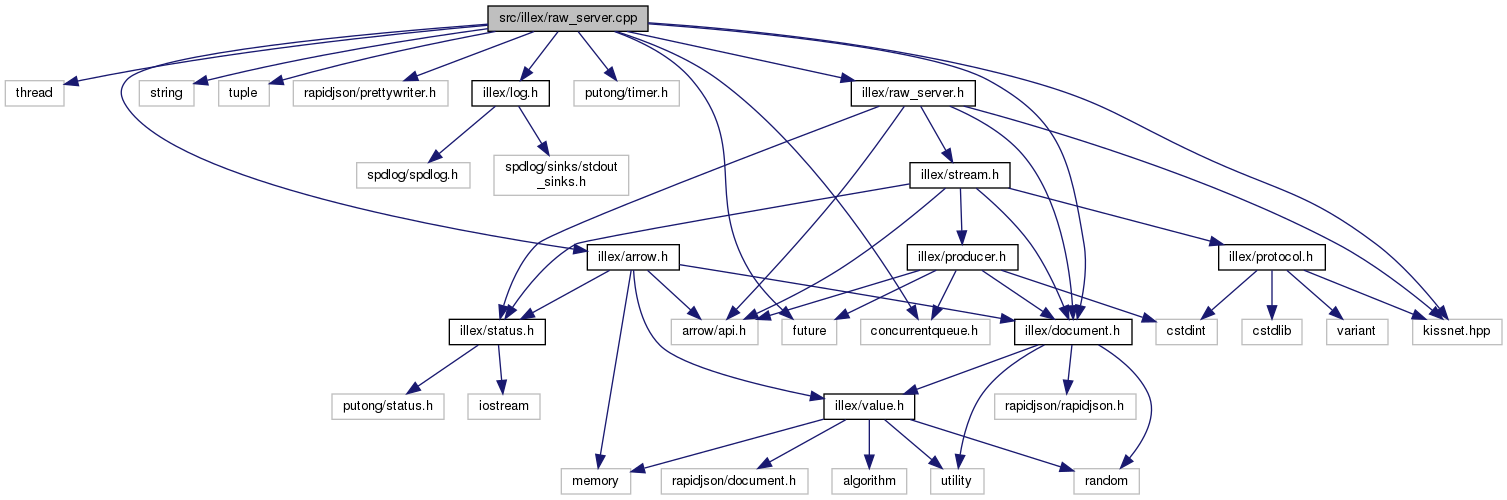 src/illex/raw_server.cpp
thread
string
tuple
rapidjson/prettywriter.h
illex/log.h
putong/timer.h
illex/raw_server.h
spdlog/spdlog.h
spdlog/sinks/stdout
_sinks.h
illex/stream.h
illex/arrow.h
illex/producer.h
illex/protocol.h
illex/status.h
arrow/api.h
future
concurrentqueue.h
illex/document.h
cstdint
cstdlib
variant
kissnet.hpp
putong/status.h
iostream
illex/value.h
rapidjson/rapidjson.h
memory
rapidjson/document.h
algorithm
utility
random